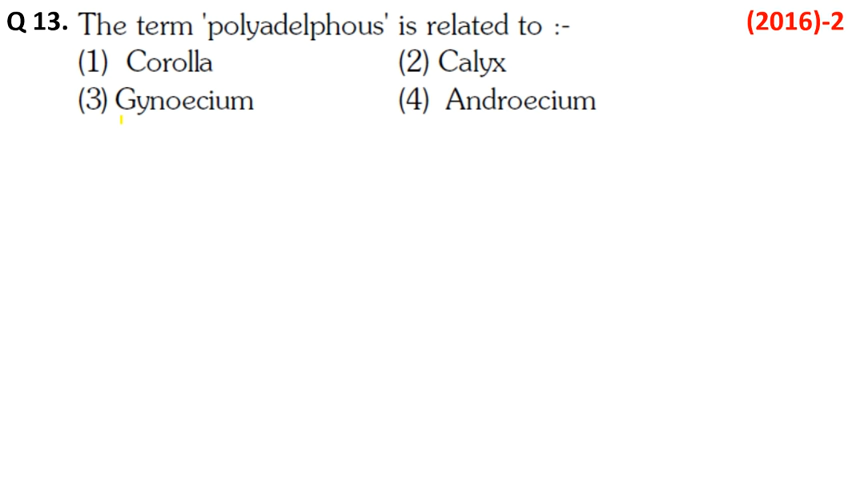 Q 13. The term 'polyadelphous' is related to :- (2016)-2
(1) Corolla (2) Calyx
(3) Gynoecium (4) Androecium